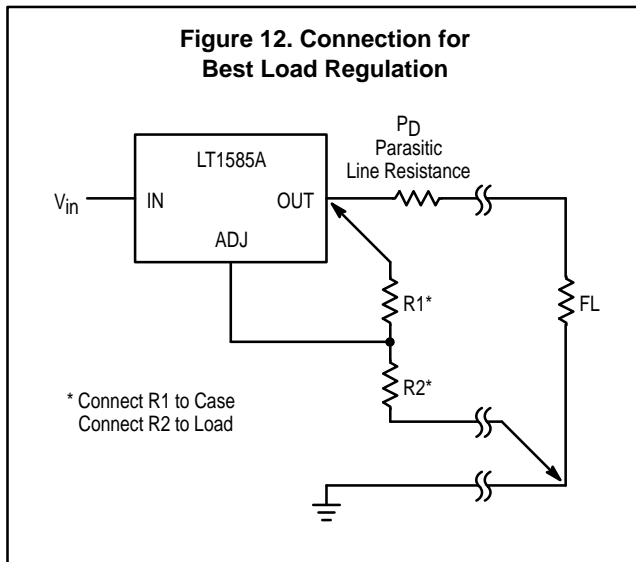 Figure 12. Connection for
Best Load Regulation
PD
Parasitic
Line Resistance
LT1585A
Vin
IN
OUT
ADJ
R1*
FL
R2*
* Connect R1 to Case
Connect R2 to Load